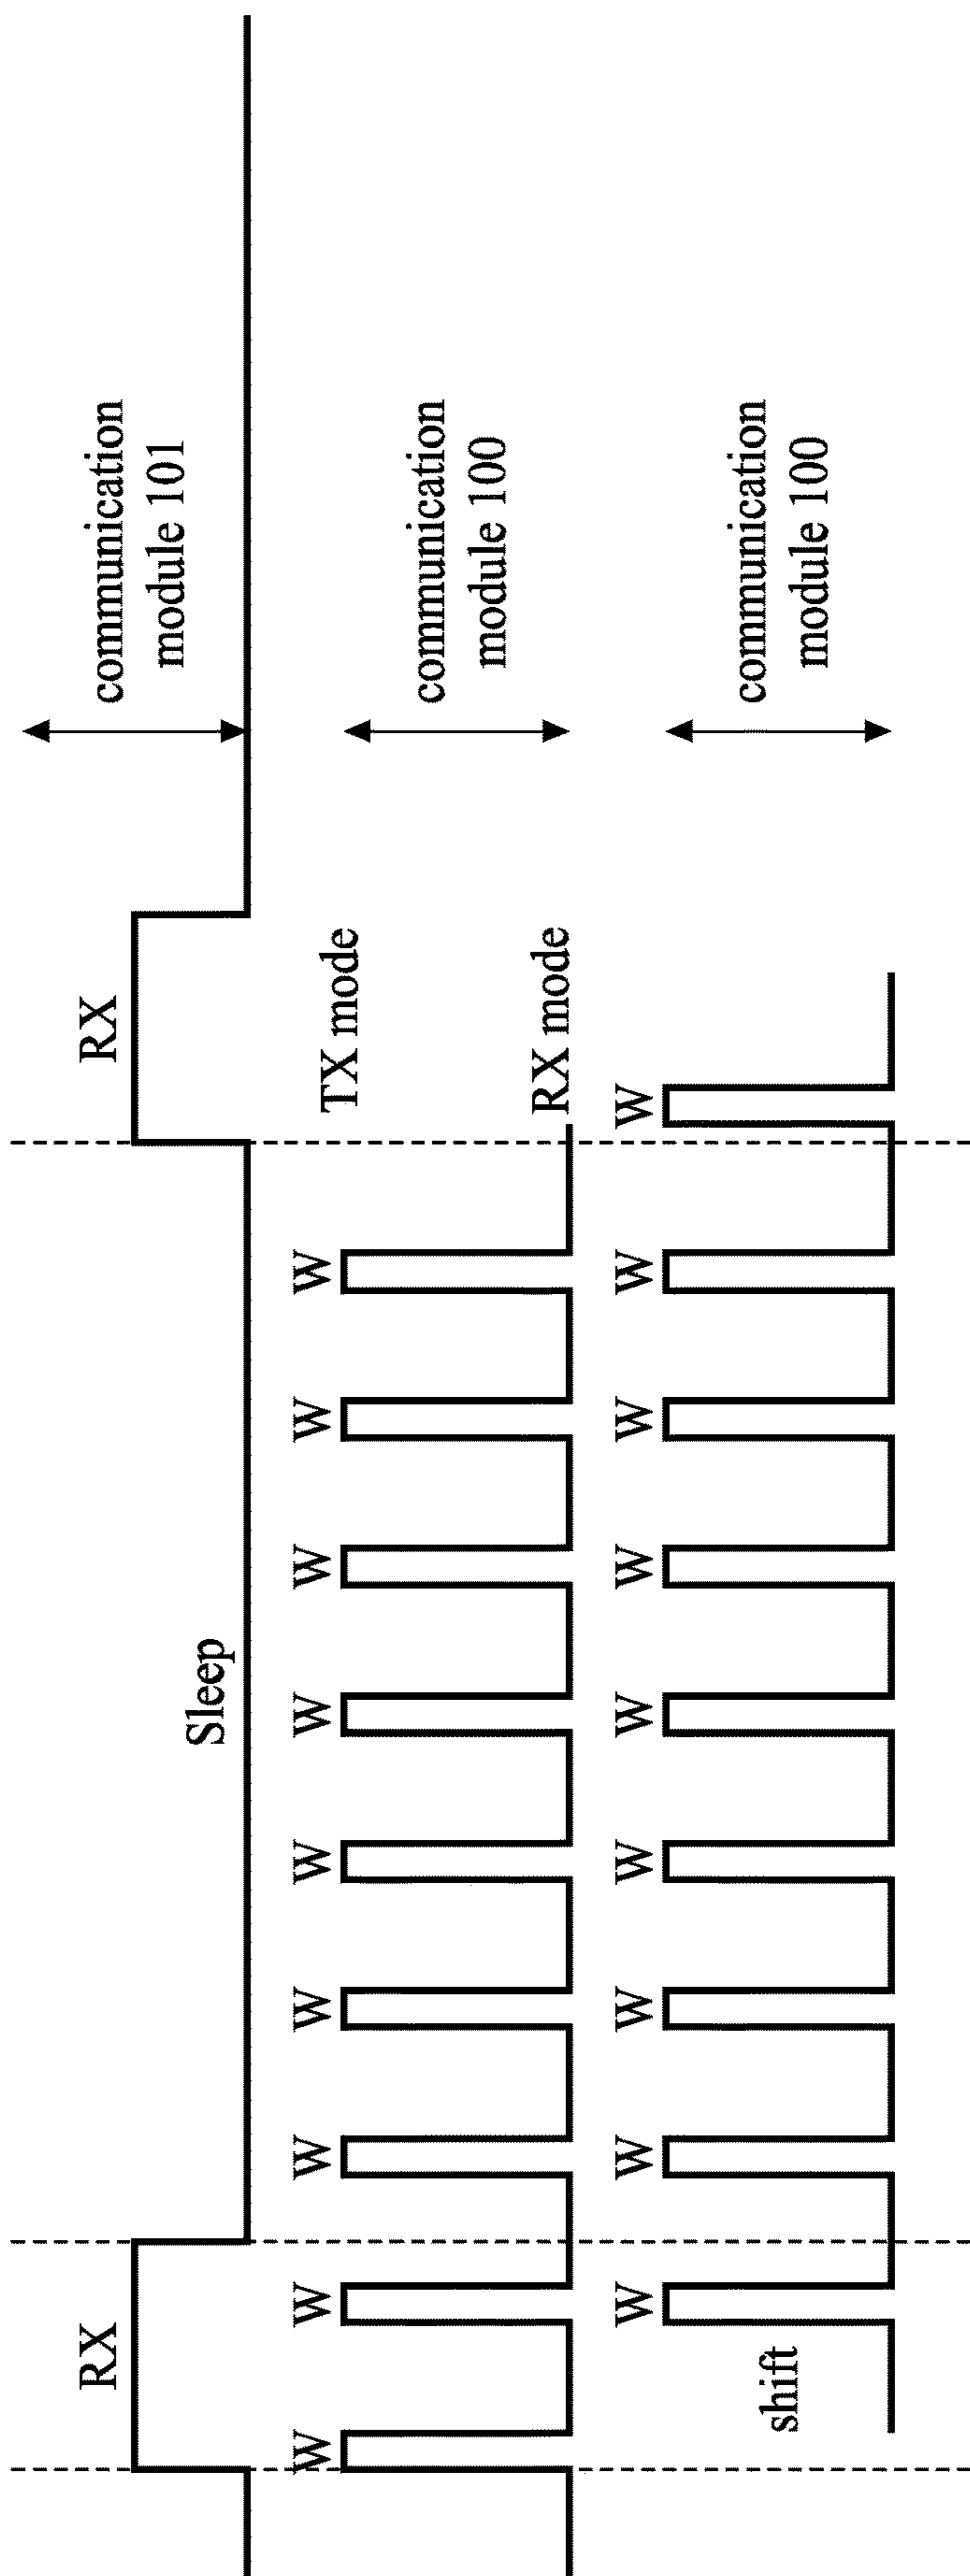 RX
RX
communication
module 101
Sleep
W W W W W W W W W
TX mode
communication
module 100
RX mode
W W W W W W W W W
shift
communication
module 100